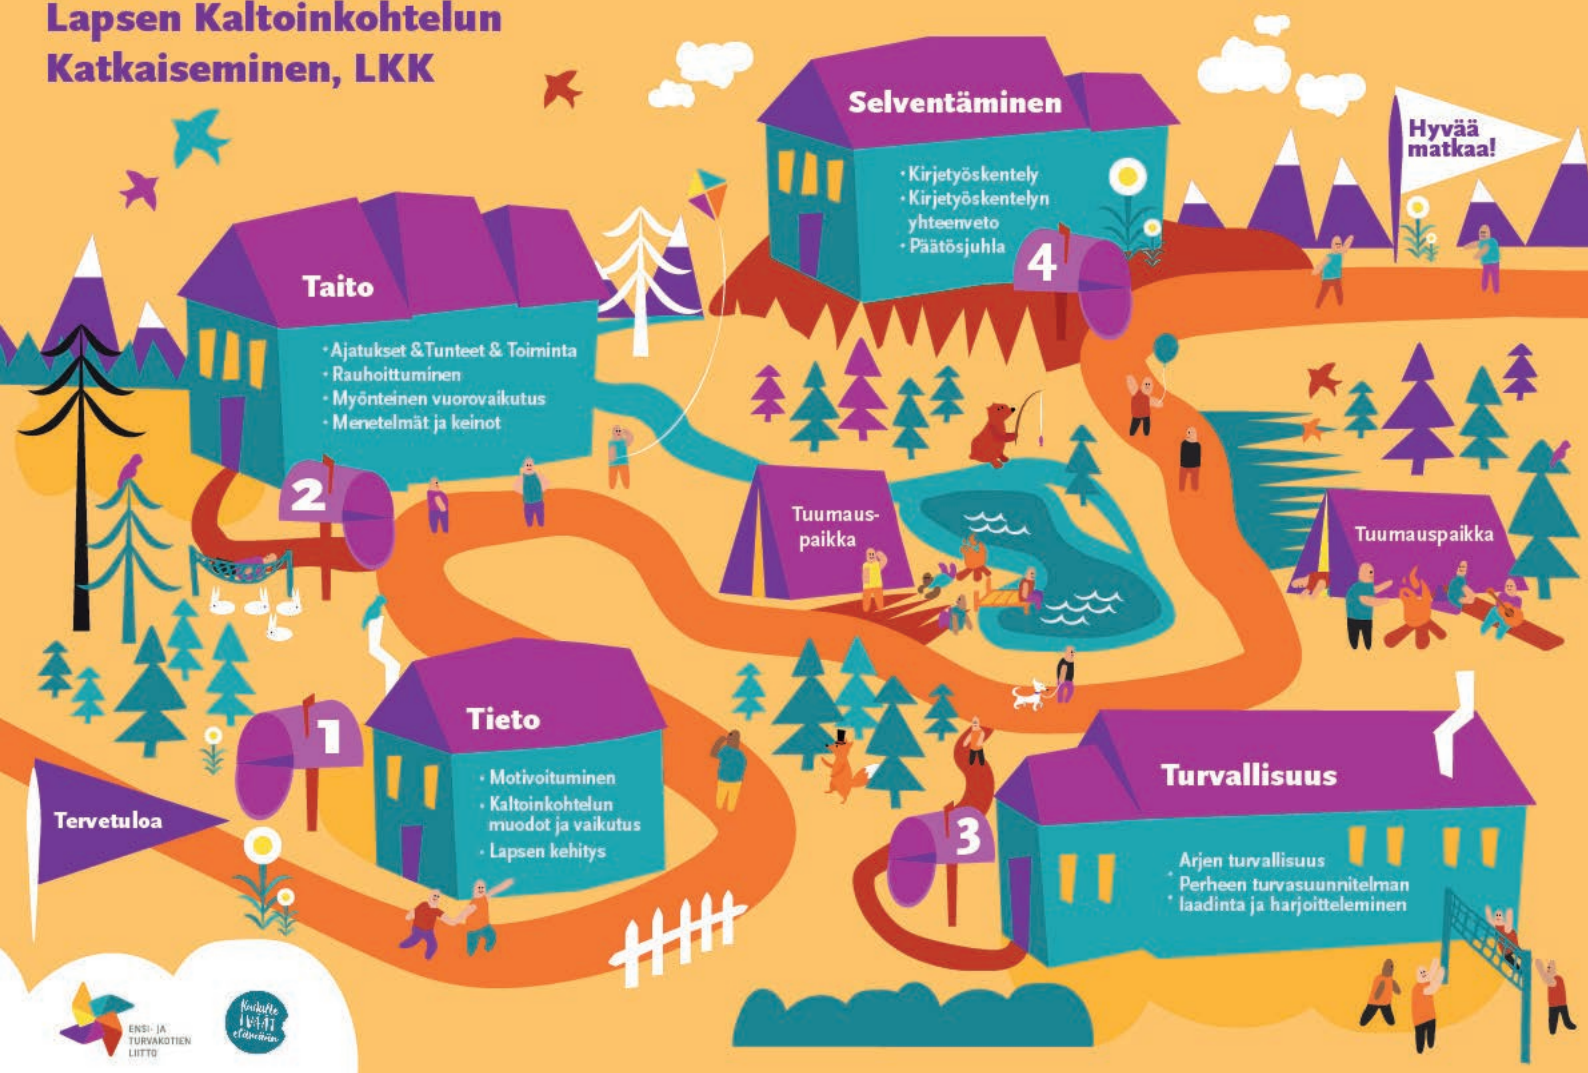 Lapsen Kaltoinkohtelun
Katkaiseminen, LKK
Tervetuloa
1
Tieto
• Motivoituminen
• Kaltoinkohtelun
muodot ja vaikutus
• Lapsen kehitys
2
Taito
• Ajatukset & Tunteet & Toiminta
• Rauhoittuminen
• Myönteinen vuorovaikutus
• Menetelmät ja keinot
Tuumaus-
paikka
3
Turvallisuus
Arjen turvallisuus
• Perheen turvasuunnitelman
• laadinta ja harjoitteleminen
Tuumauspaikka
4
Selventäminen
• Kirjetyöskentely
• Kirjetyöskentelyn
yhteenveto
• Päätösjuhla
Hyvää
matkaa!
ENSI- JA
TURVAKOTIEN
LIITTO